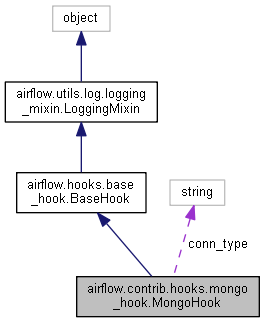 object
airflow.utils.log.logging
_mixin.LoggingMixin
airflow.hooks.base
_hook.BaseHook
string
conn_type
airflow.contrib.hooks.mongo
_hook.MongoHook